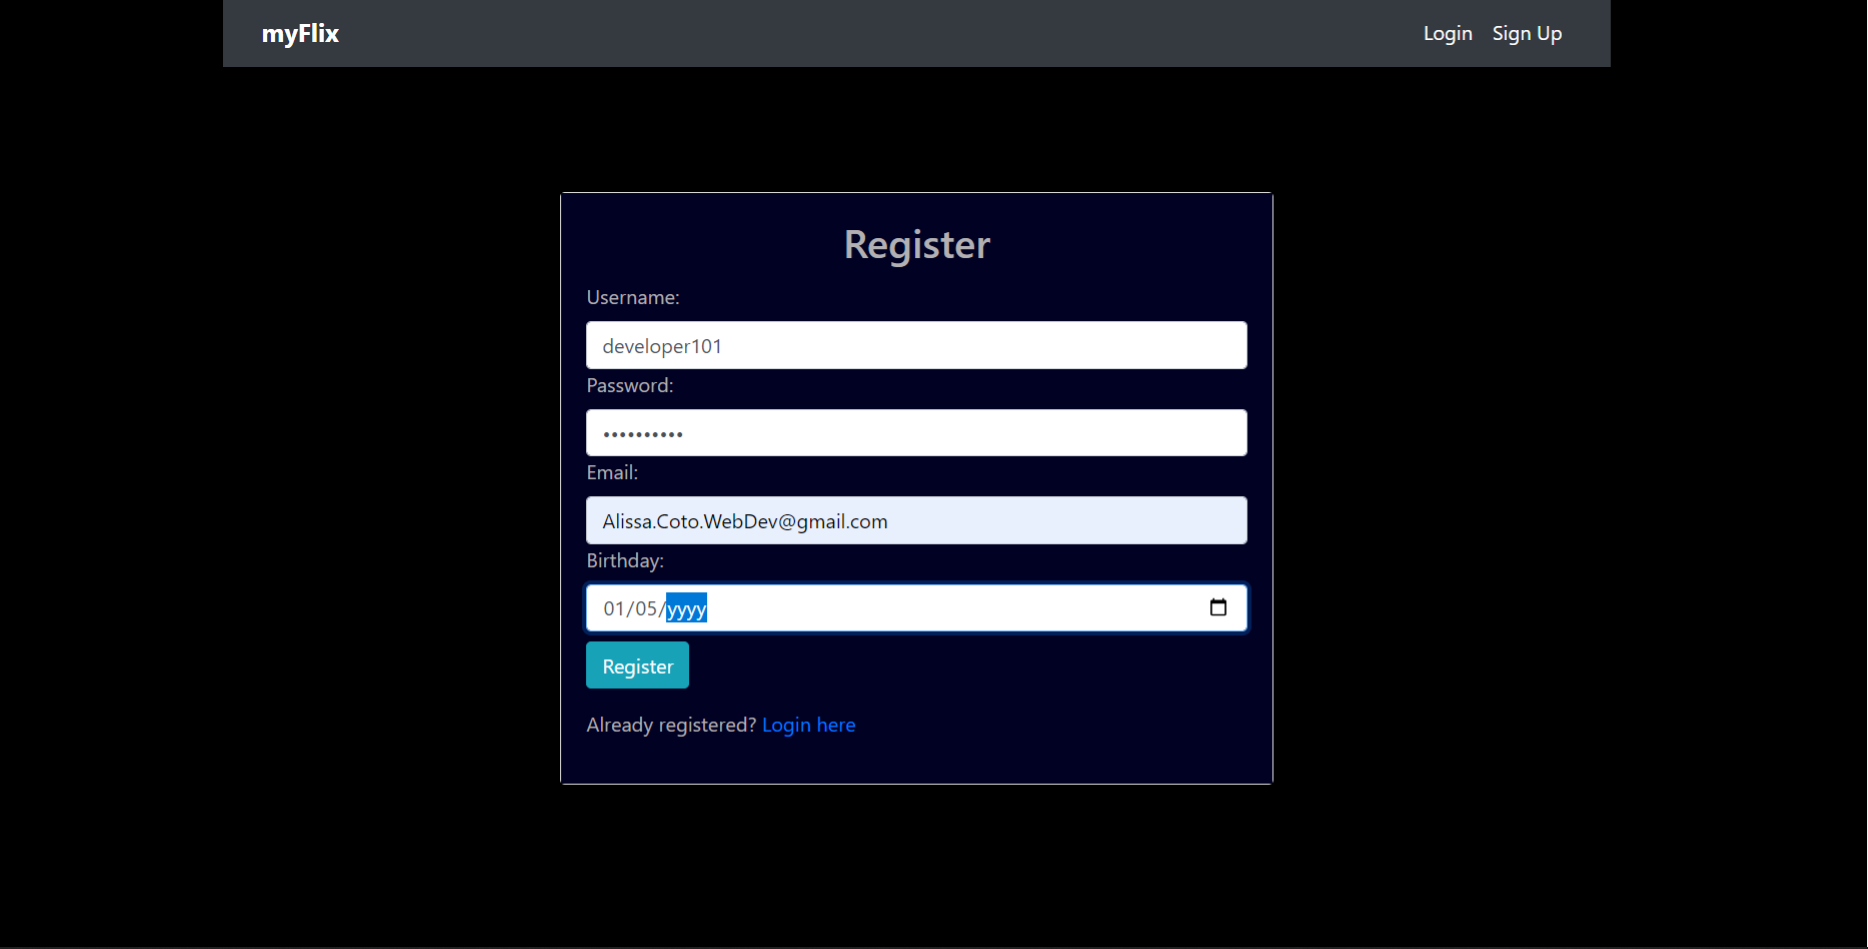 myFlix
Login Sign Up
Register
Username:
developer101
Password:
••••••••••
Email:
Alissa.Coto.WebDev@gmail.com
Birthday:
01/05/yyyy
Register
Already registered? Login here